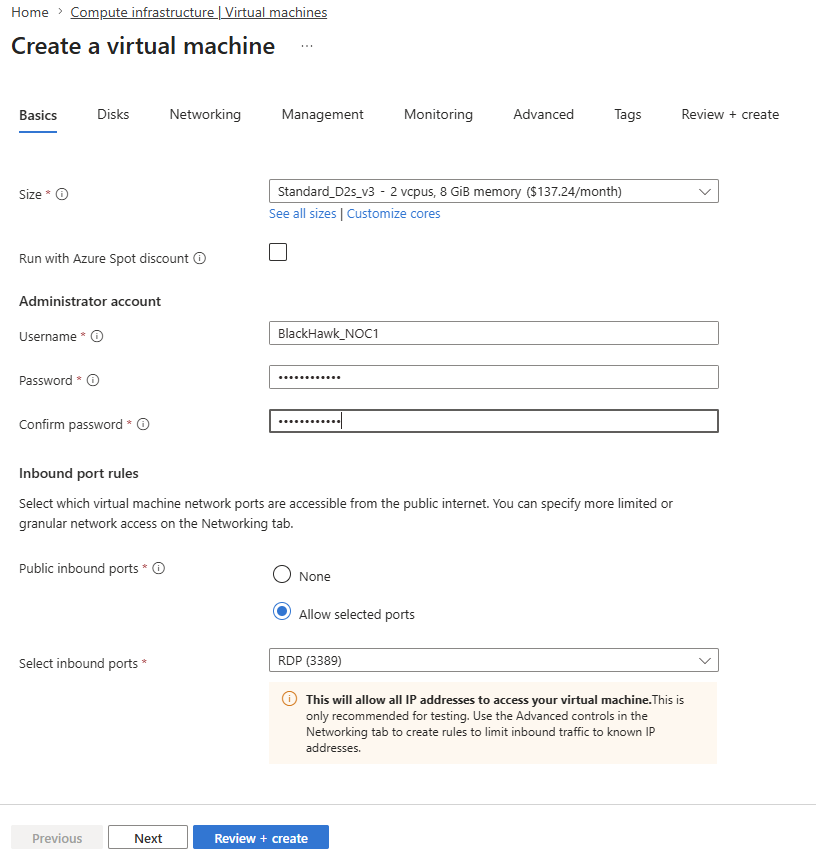 Home > Compute infrastructure | Virtual machines
Create a virtual machine ...
Basics Disks Networking Management Monitoring Advanced Tags Review + create
Size *
Standard_D2s_v3 - 2 vcpus, 8 GiB memory ($137.24/month)
See all sizes | Customize cores
Run with Azure Spot discount
Administrator account
Username *
BlackHawk_NOC1
Password *
••••••••••••
Confirm password *
••••••••••••
Inbound port rules
Select which virtual machine network ports are accessible from the public internet. You can specify more limited or
granular network access on the Networking tab.
Public inbound ports *
None
Allow selected ports
Select inbound ports *
RDP (3389)
This will allow all IP addresses to access your virtual machine.This is
only recommended for testing. Use the Advanced controls in the
Networking tab to create rules to limit inbound traffic to known IP
addresses.
Previous Next Review + create